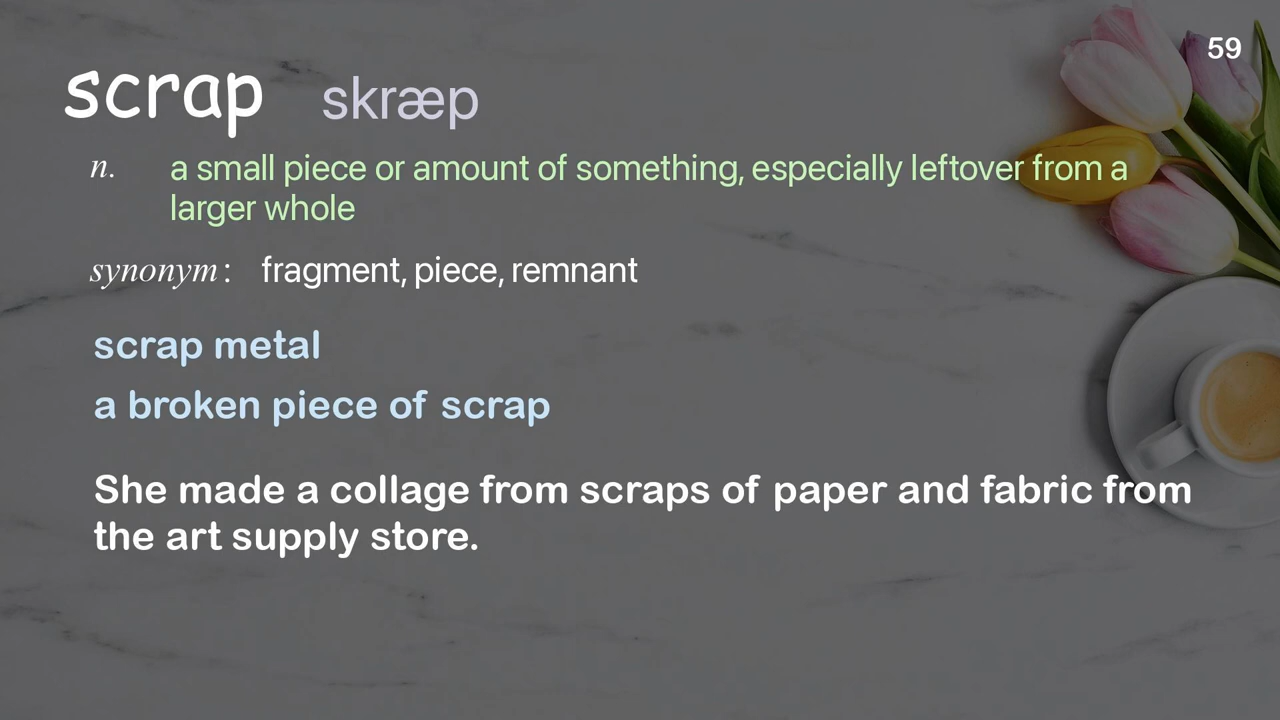 59
scrap skræp
n. a small piece or amount of something, especially leftover from a
larger whole
synonym: fragment, piece, remnant
scrap metal
a broken piece of scrap
She made a collage from scraps of paper and fabric from
the art supply store.